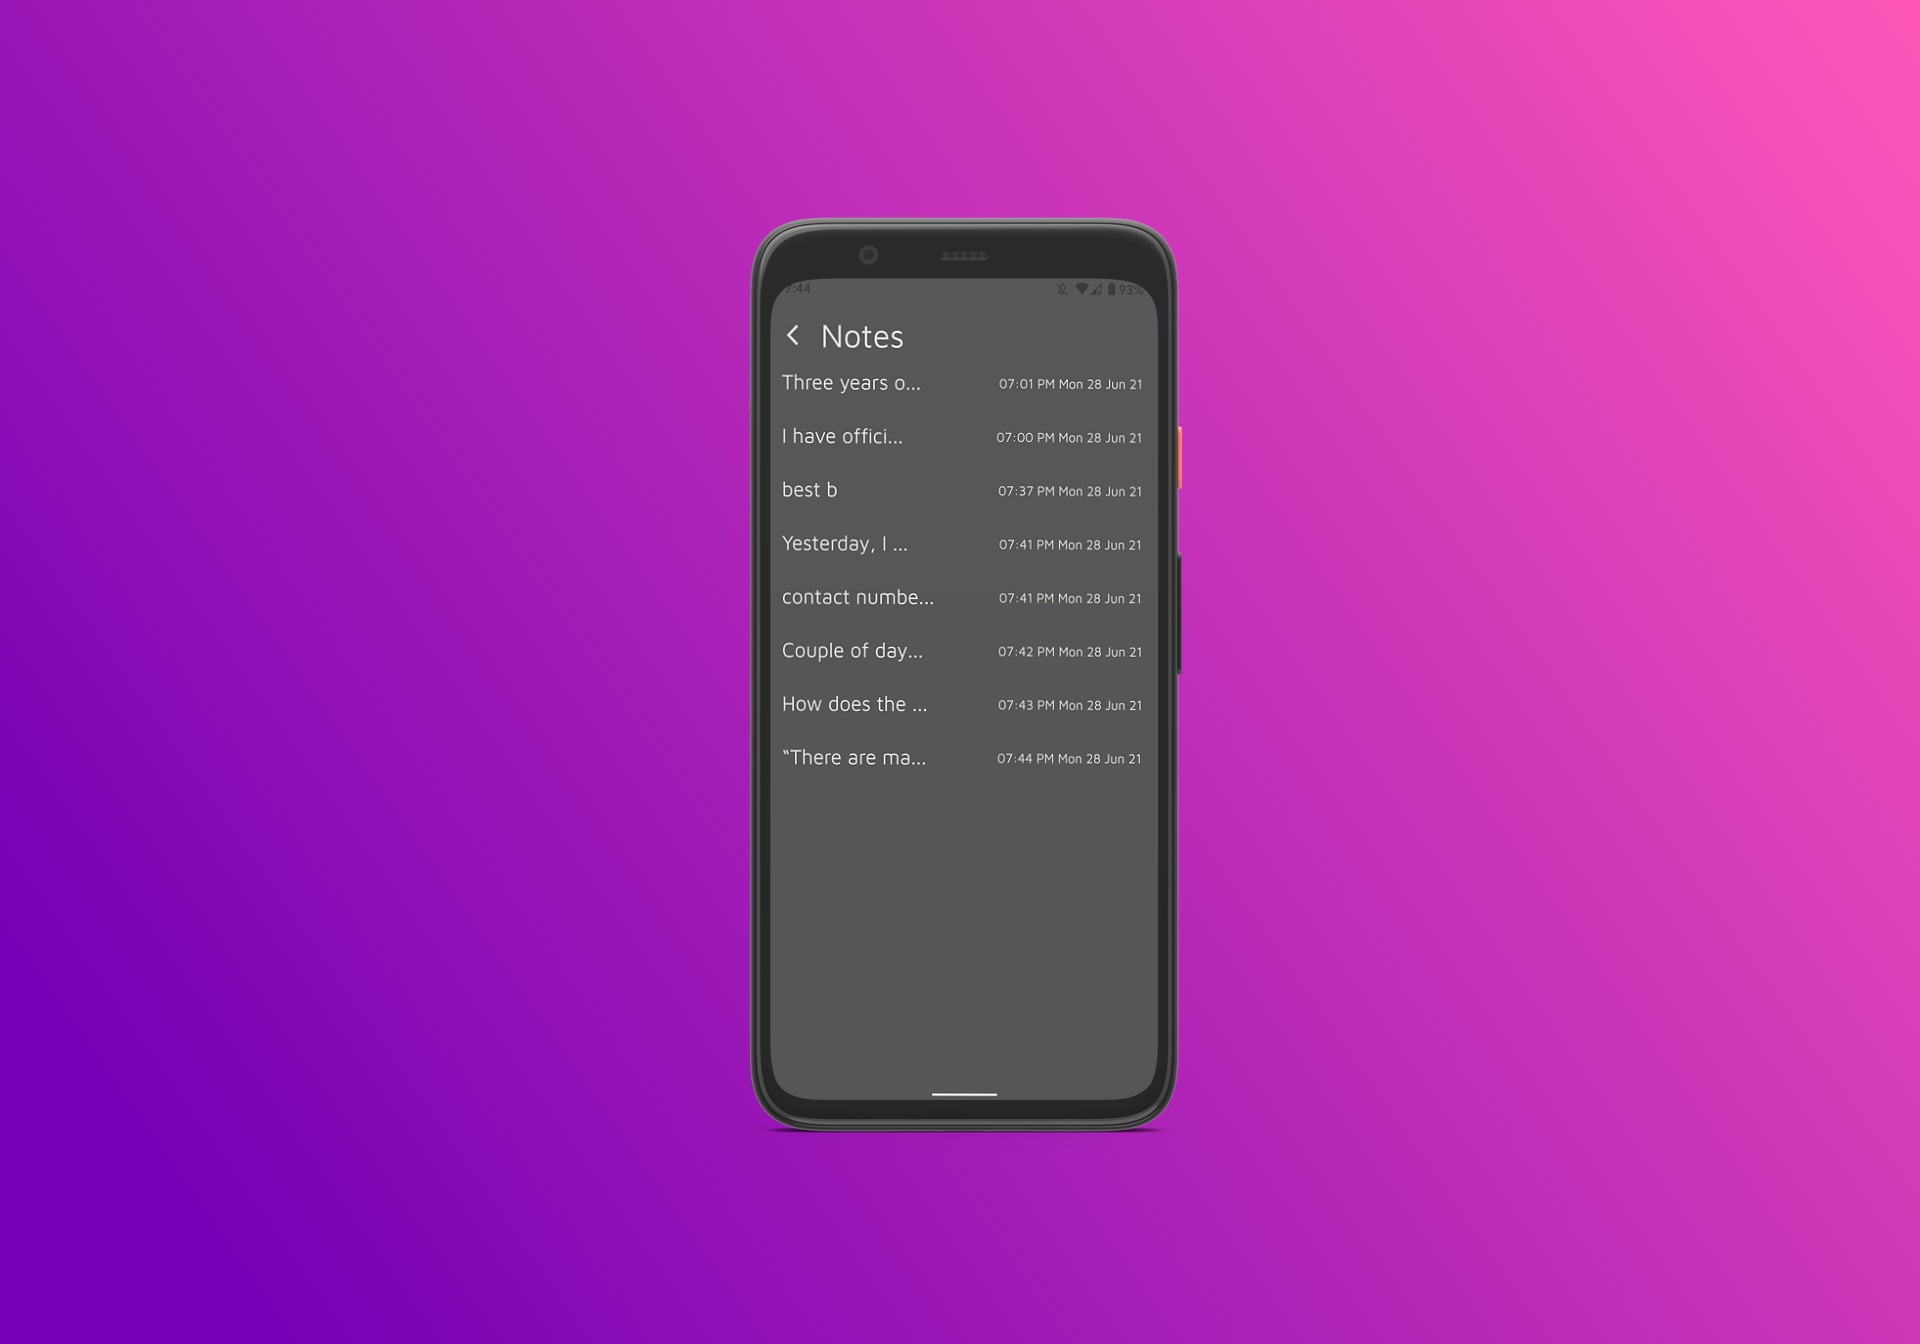 7:44 93%
Notes
Three years o... 07:01 PM Mon 28 Jun 21
I have offici... 07:00 PM Mon 28 Jun 21
best b 07:37 PM Mon 28 Jun 21
Yesterday, I ... 07:41 PM Mon 28 Jun 21
contact numbe... 07:41 PM Mon 28 Jun 21
Couple of day... 07:42 PM Mon 28 Jun 21
How does the ... 07:43 PM Mon 28 Jun 21
“There are ma... 07:44 PM Mon 28 Jun 21